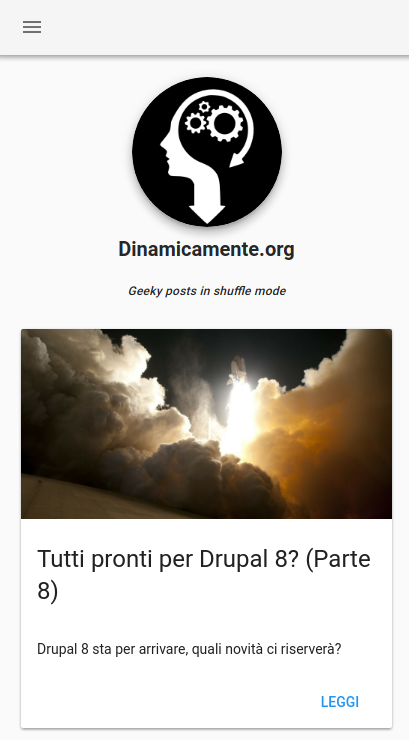 Dinamicamente.org
Geeky posts in shuffle mode
Tutti pronti per Drupal 8? (Parte
8)
Drupal 8 sta per arrivare, quali novità ci riserverà?
LEGGI